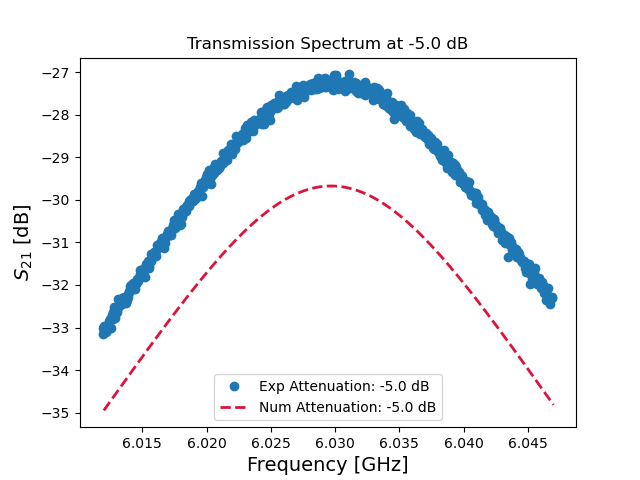 Transmission Spectrum at -5.0 dB
S21 [dB]
−27
−28
−29
−30
−31
−32
−33
−34
−35
Exp Attenuation: -5.0 dB
Num Attenuation: -5.0 dB
6.015 6.020 6.025 6.030 6.035 6.040 6.045
Frequency [GHz]